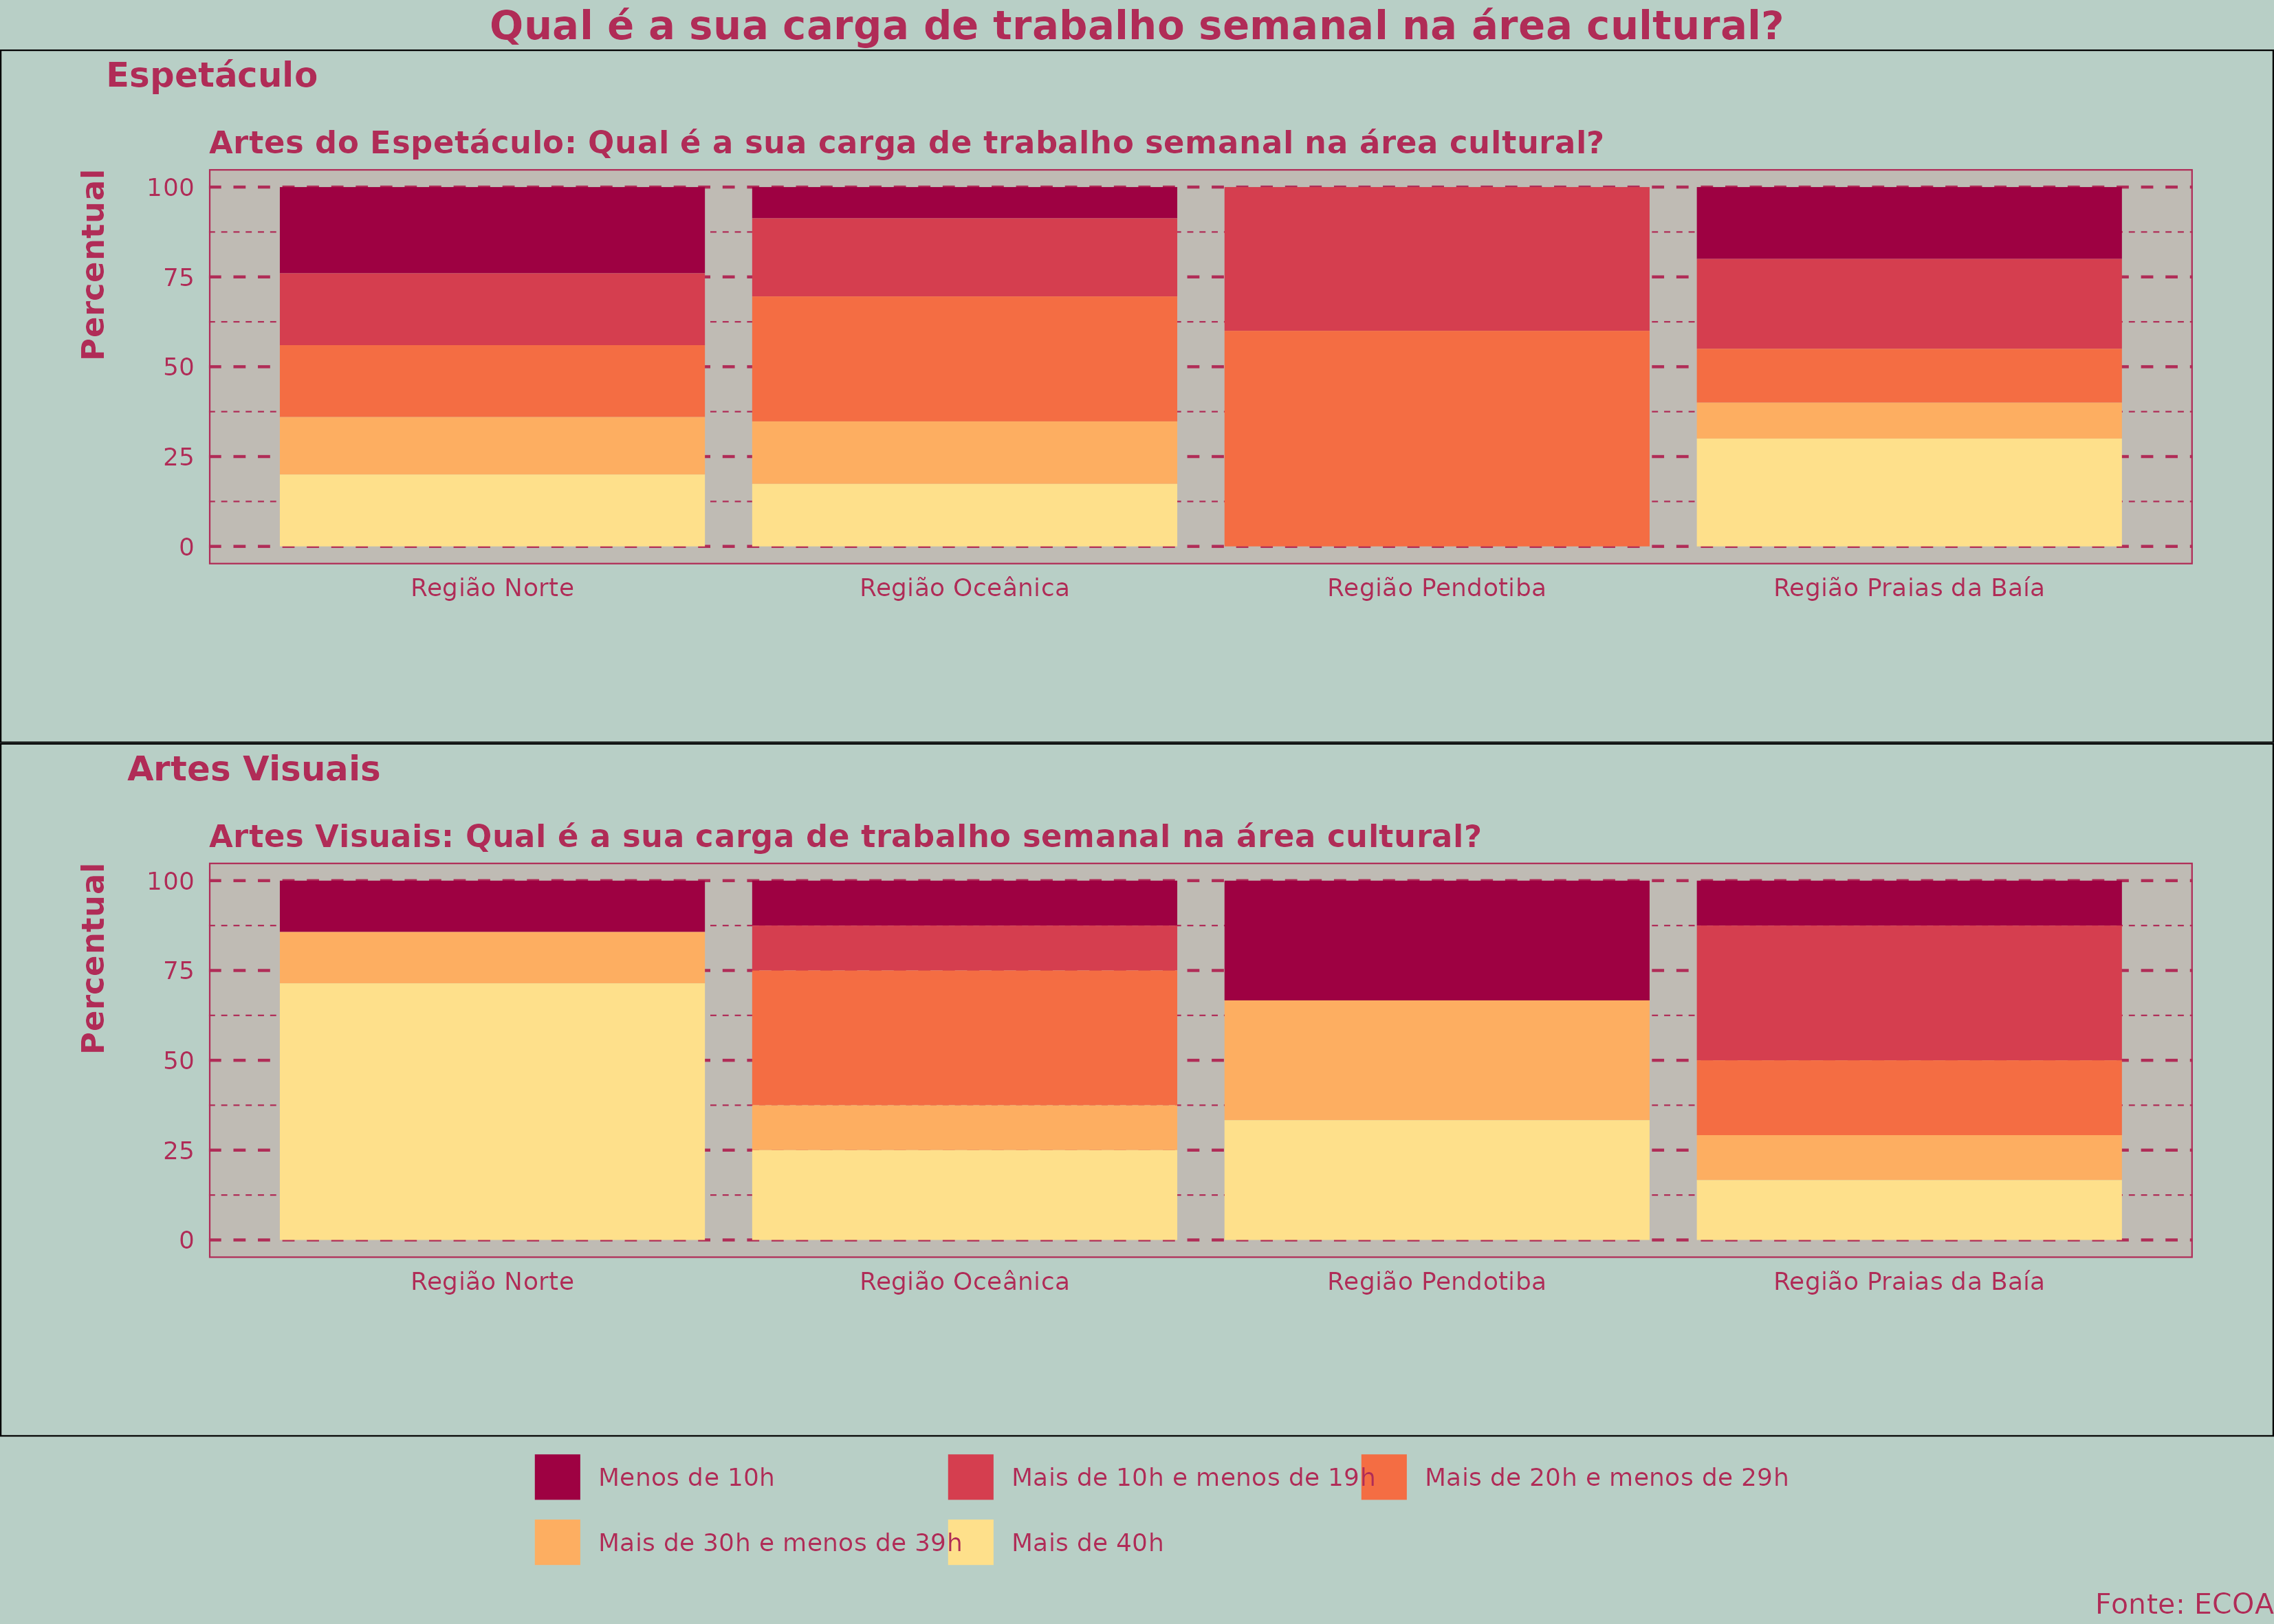 Qual é a sua carga de trabalho semanal na área cultural?
Espetáculo
Artes do Espetáculo: Qual é a sua carga de trabalho semanal na área cultural?
Percentual
100
75
50
25
0
Região Norte
Região Oceânica
Região Pendotiba
Região Praias da Baía
Artes Visuais
Artes Visuais: Qual é a sua carga de trabalho semanal na área cultural?
Percentual
100
75
50
25
0
Região Norte
Região Oceânica
Região Pendotiba
Região Praias da Baía
Menos de 10h
Mais de 10h e menos de 19h
Mais de 20h e menos de 29h
Mais de 30h e menos de 39h
Mais de 40h
Fonte: ECOA